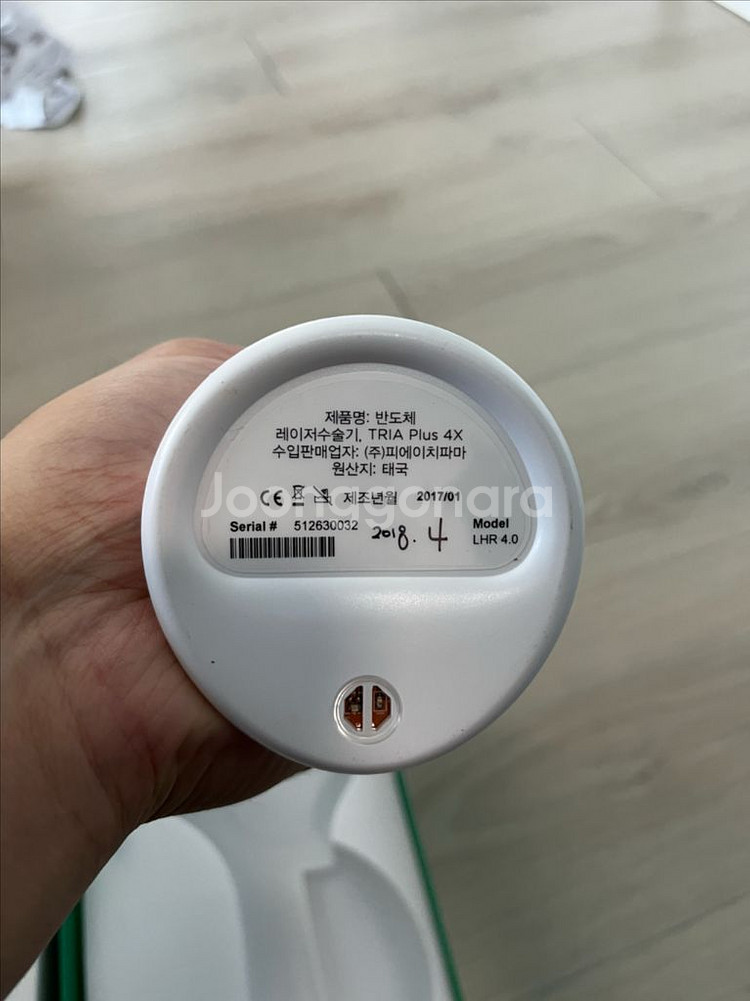 제품명: 반도체
레이저수술기, TRIA Plus 4X
수입판매업자: (주)피에이치파마
원산지: 태국
CE 제조년월 2017/01
Joonggonara
Serial # 512630032 2018. 4 Model
LHR 4.0